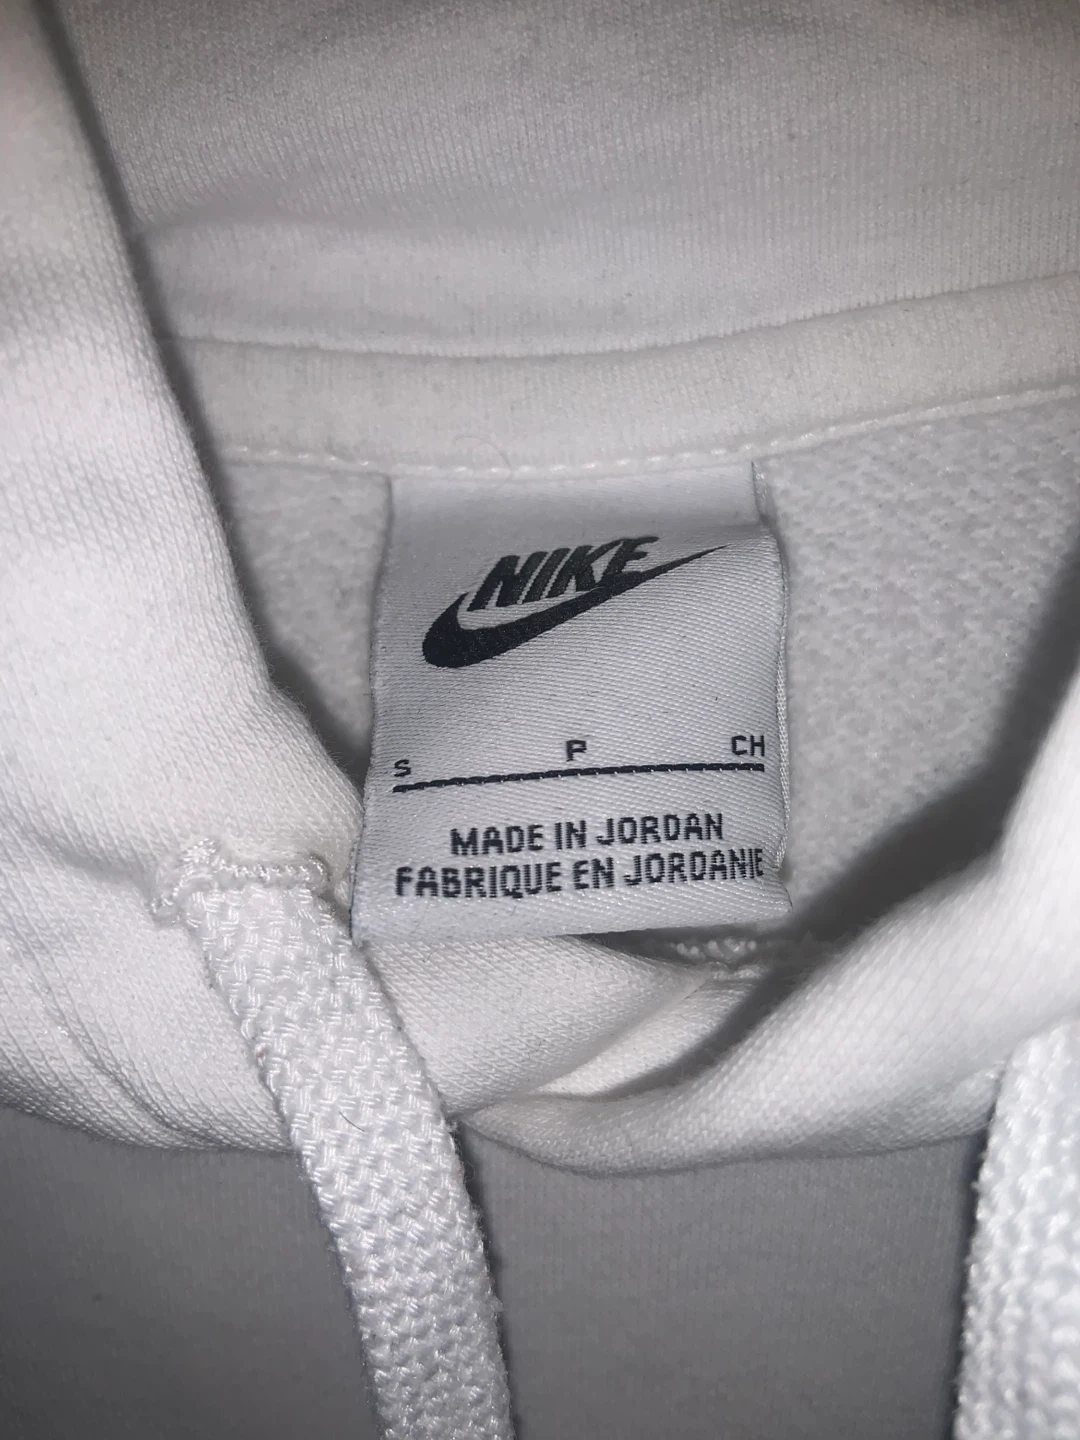 NIKE
S P CH
MADE IN JORDAN
FABRIQUE EN JORDANIE